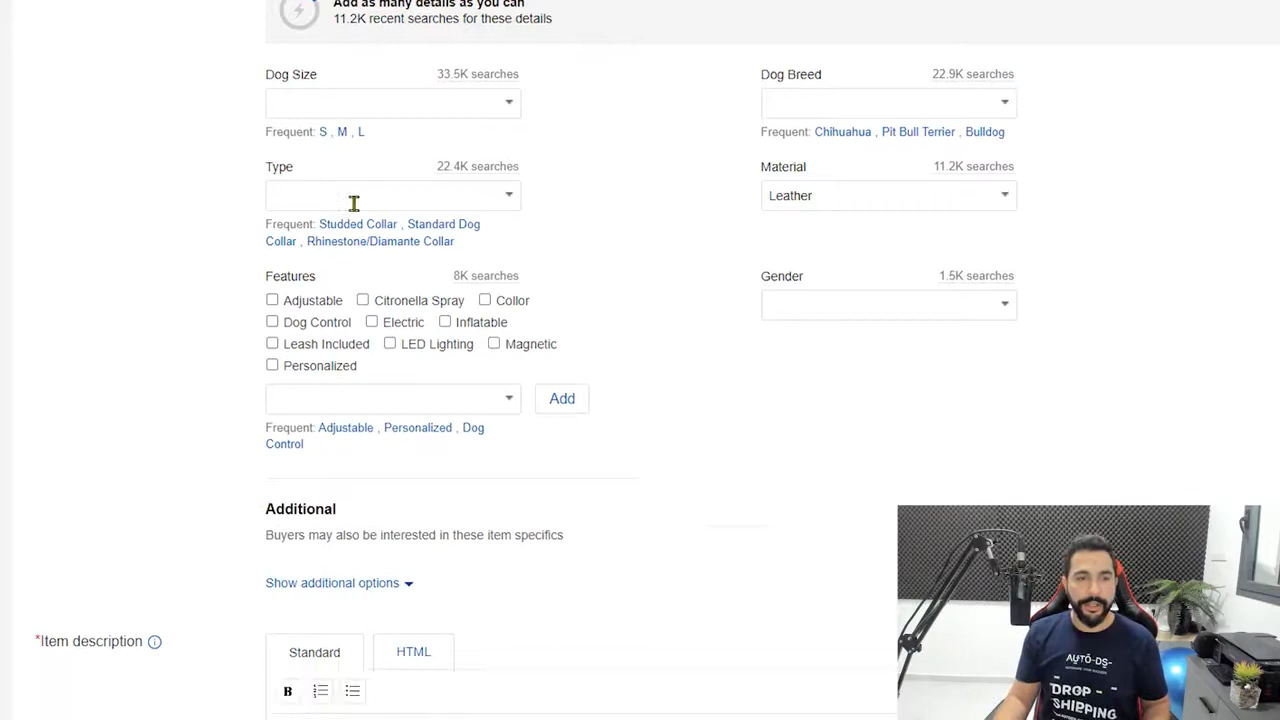 Add as many details as you can
11.2K recent searches for these details
Dog Size 33.5K searches
Dog Breed 22.9K searches
Frequent: S , M , L
Frequent: Chihuahua , Pit Bull Terrier , Bulldog
Type 22.4K searches
Material 11.2K searches
Leather
Frequent: Studded Collar , Standard Dog
Collar , Rhinestone/Diamante Collar
Features 8K searches
Gender 1.5K searches
Adjustable Citronella Spray Collor
Dog Control Electric Inflatable
Leash Included LED Lighting Magnetic
Personalized
Add
Frequent: Adjustable , Personalized , Dog
Control
Additional
Buyers may also be interested in these item specifics
Show additional options
*Item description
Standard HTML
B
AUTO-DS-
AUTOMATE YOUR SUCCESS
DROP-
SHIPPING